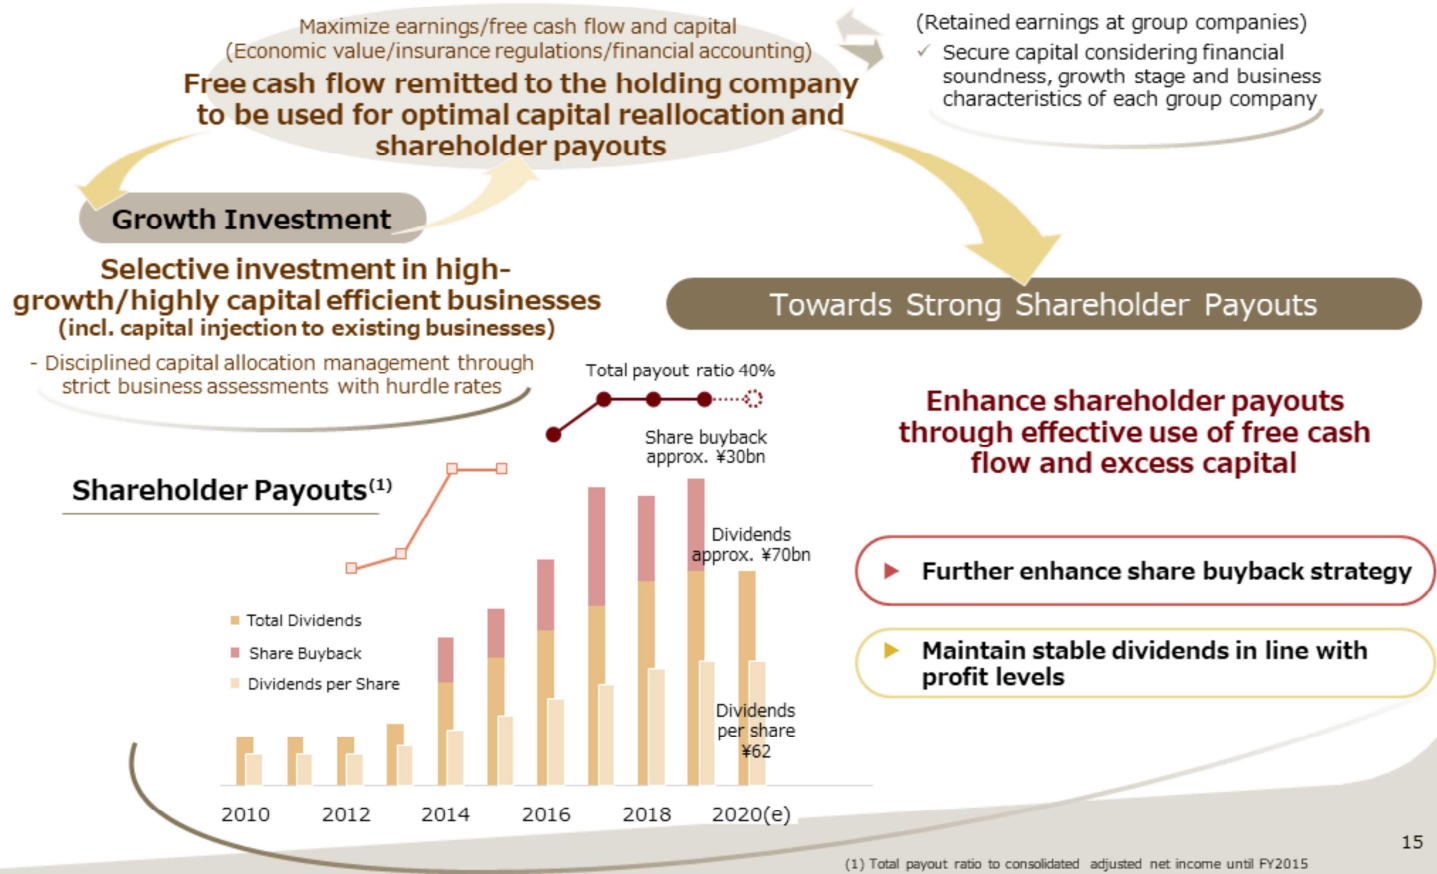 Maximize earnings/free cash flow and capital
(Economic value/insurance regulations/financial accounting)
Free cash flow remitted to the holding company
to be used for optimal capital reallocation and
shareholder payouts
(Retained earnings at group companies)
✓ Secure capital considering financial
soundness, growth stage and business
characteristics of each group company
Growth Investment
Selective investment in high-
growth/highly capital efficient businesses
(incl. capital injection to existing businesses)
- Disciplined capital allocation management through
strict business assessments with hurdle rates
Towards Strong Shareholder Payouts
Enhance shareholder payouts
through effective use of free cash
flow and excess capital
Further enhance share buyback strategy
Maintain stable dividends in line with
profit levels
Shareholder Payouts(1)
Total payout ratio 40%
Share buyback
approx. ¥30bn
Dividends
approx. ¥70bn
Total Dividends
Share Buyback
Dividends per Share
Dividends
per share
¥62
2010 2012 2014 2016 2018 2020(e)
15
(1) Total payout ratio to consolidated adjusted net income until FY2015